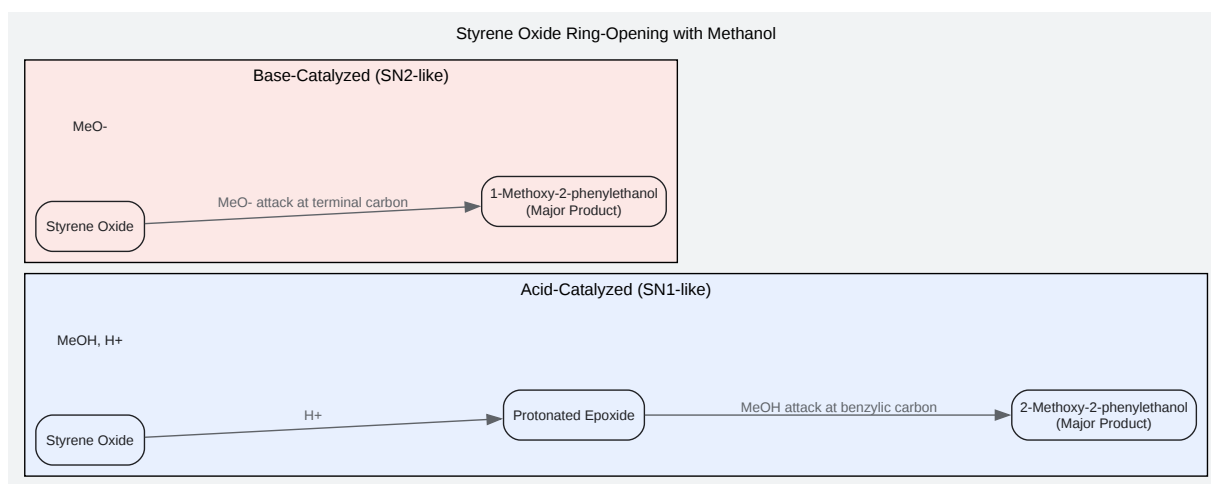 Styrene Oxide Ring-Opening with Methanol
Base-Catalyzed (SN2-like)
MeO-
Styrene Oxide
MeO- attack at terminal carbon
1-Methoxy-2-phenylethanol
(Major Product)
Acid-Catalyzed (SN1-like)
MeOH, H+
Styrene Oxide
H+
Protonated Epoxide
MeOH attack at benzylic carbon
2-Methoxy-2-phenylethanol
(Major Product)